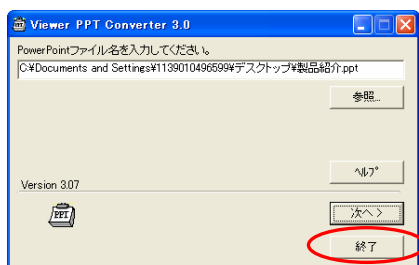 Viewer PPT Converter 3.0
PowerPointファイル名を入力してください。
C:¥Documents and Settings¥1139010496599¥デスクトップ¥製品紹介.ppt
参照...
ﾍﾙﾌﾟ
Version 3.07
PPT
次へ >
終了